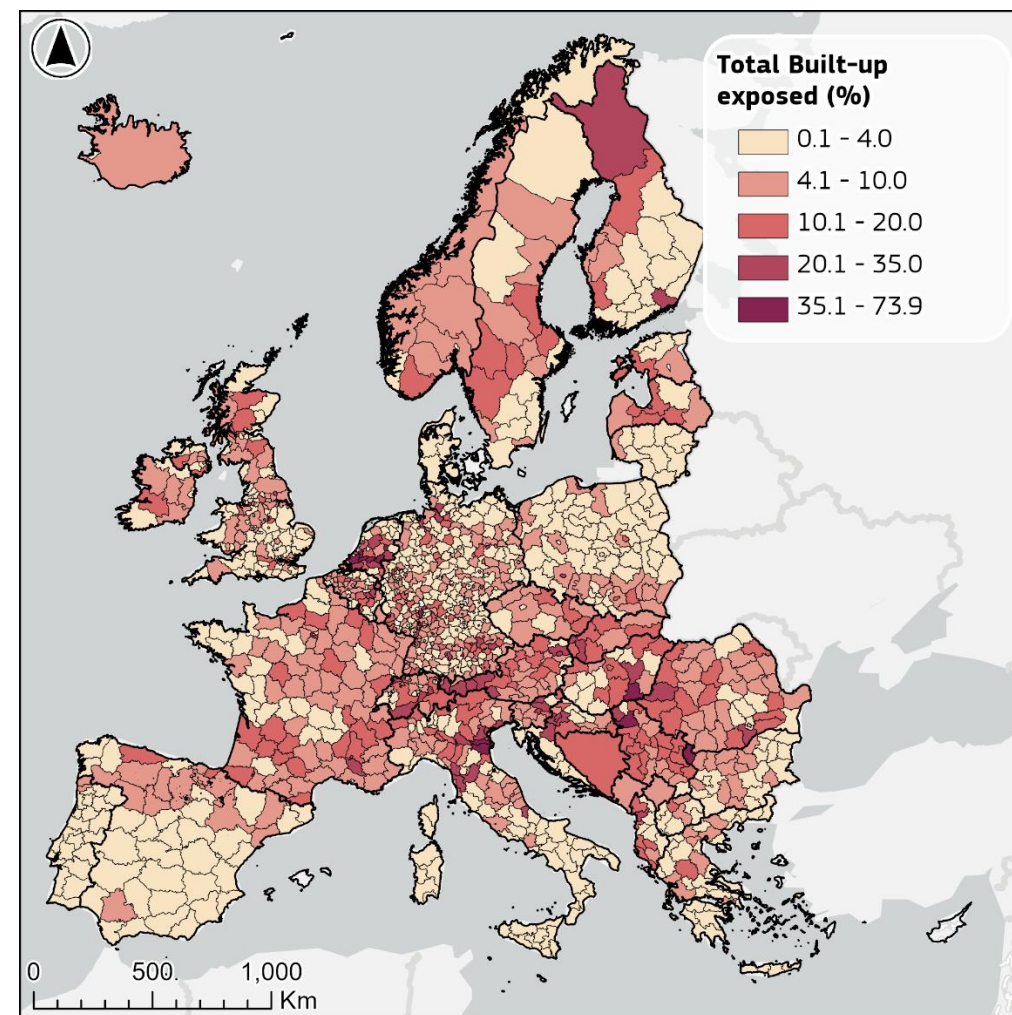 Total Built-up
exposed (%)
0.1 - 4.0
4.1 - 10.0
10.1 - 20.0
20.1 - 35.0
35.1 - 73.9
0 500. 1,000
Km